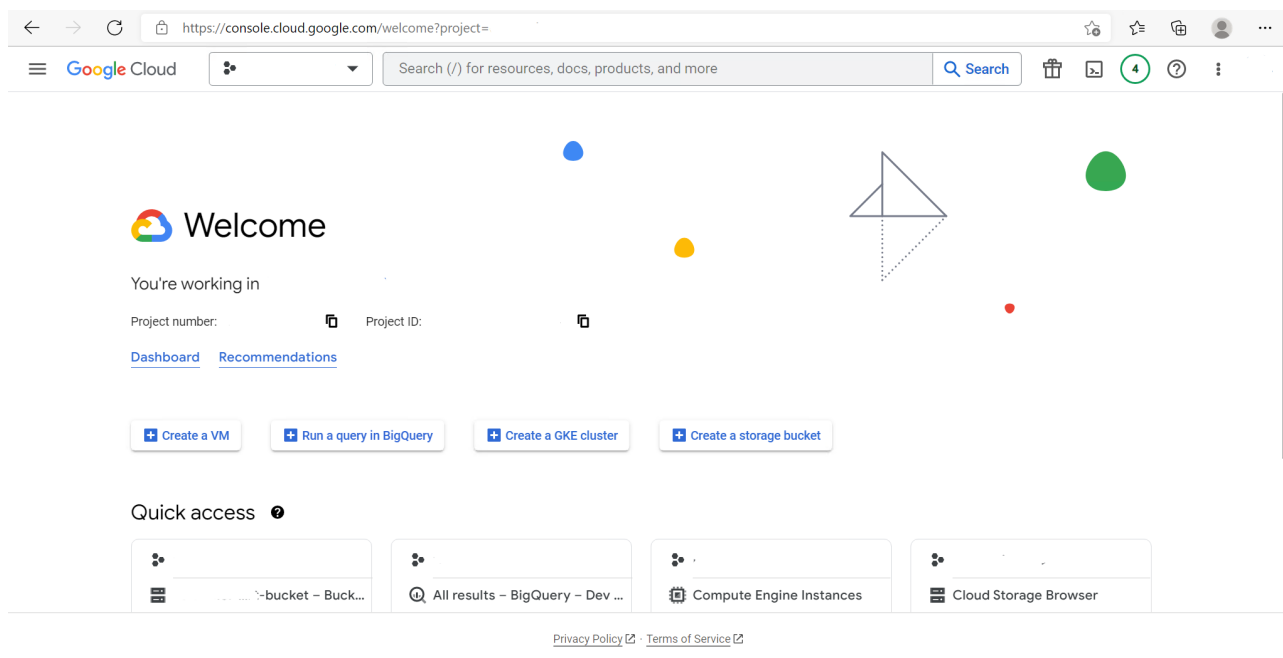 https://console.cloud.google.com/welcome?project=
Google Cloud
Search (/) for resources, docs, products, and more
Search
4
Welcome
You're working in
Project number:
Project ID:
Dashboard
Recommendations
Create a VM
Run a query in BigQuery
Create a GKE cluster
Create a storage bucket
Quick access
-bucket – Buck...
All results – BigQuery – Dev ...
Compute Engine Instances
Cloud Storage Browser
Privacy Policy · Terms of Service